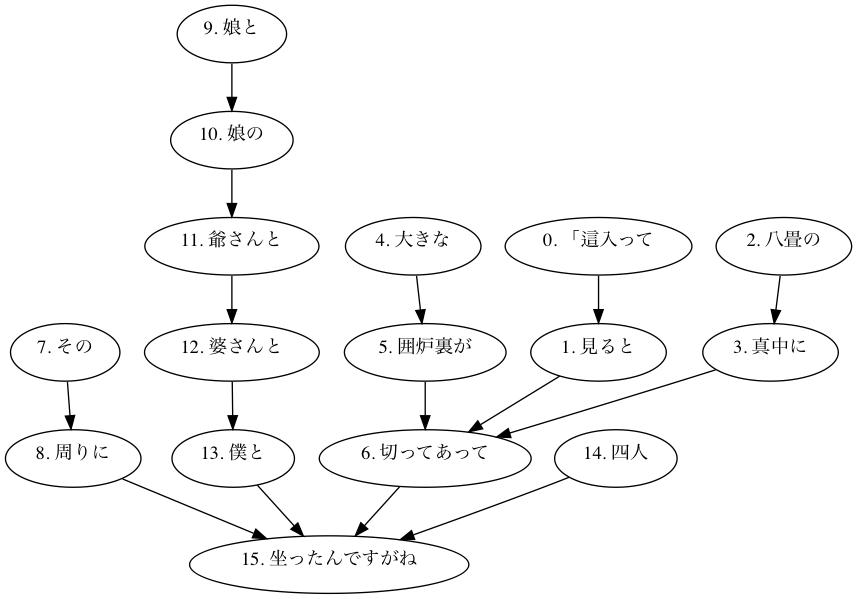 9. 娘と
10. 娘の
11. 爺さんと
4. 大きな
0. 「這入って
2. 八畳の
7. その
12. 婆さんと
5. 囲炉裏が
1. 見ると
3. 真中に
8. 周りに
13. 僕と
6. 切ってあって
14. 四人
15. 坐ったんですがね